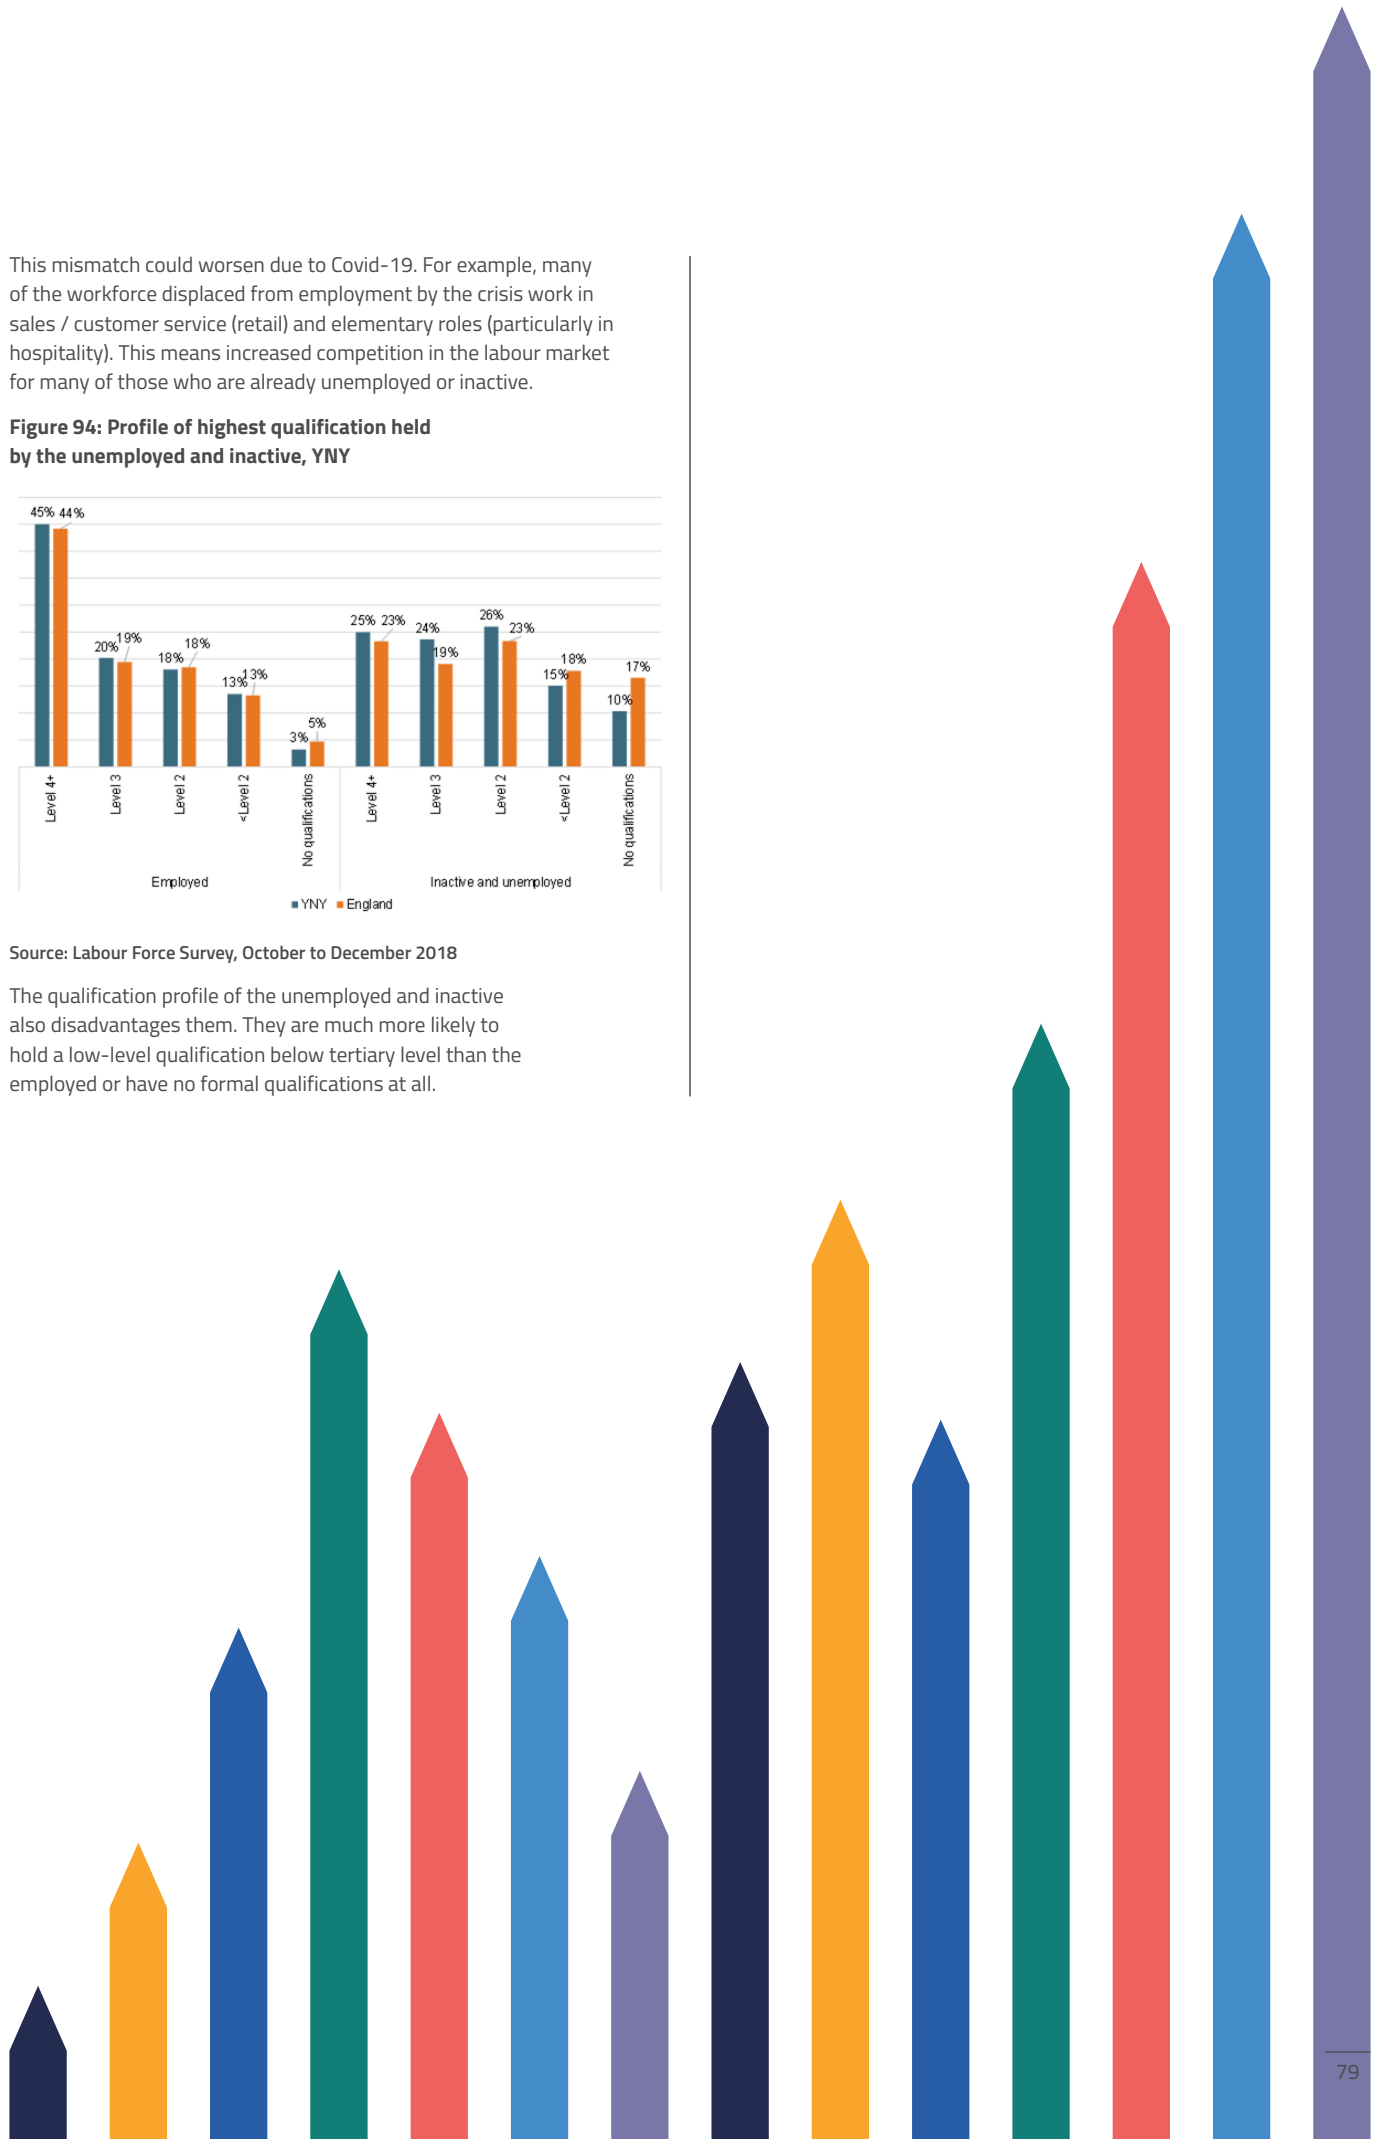 This mismatch could worsen due to Covid-19. For example, many
of the workforce displaced from employment by the crisis work in
sales / customer service (retail) and elementary roles (particularly in
hospitality). This means increased competition in the labour market
for many of those who are already unemployed or inactive.
Figure 94: Profile of highest qualification held
by the unemployed and inactive, YNY
45% 44%
20% 19%
18% 18%
13% 13%
3% 5%
25% 23%
24% 19%
26% 23%
15% 18%
10% 17%
Level 4+
Level 3
Level 2
<Level 2
No qualifications
Level 4+
Level 3
Level 2
<Level 2
No qualifications
Employed
Inactive and unemployed
YNY England
Source: Labour Force Survey, October to December 2018
The qualification profile of the unemployed and inactive
also disadvantages them. They are much more likely to
hold a low-level qualification below tertiary level than the
employed or have no formal qualifications at all.
79